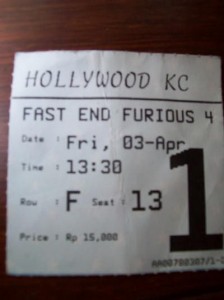 HOLLYWOOD KC
FAST END FURIOUS 4
Date : Fri, 03-Apr
Time : 13:30
Row : F Seat : 13
Price : Rp 15,000
1